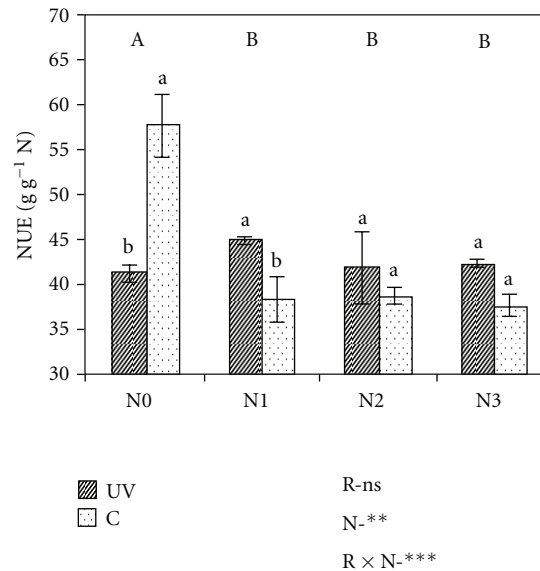 70
A B B B
65
a
60
55
NUE (g g⁻¹ N)
50
a a
45
b a
b a a
40
35
30
N0 N1 N2 N3
UV
C
R-ns
N-**
R × N-***